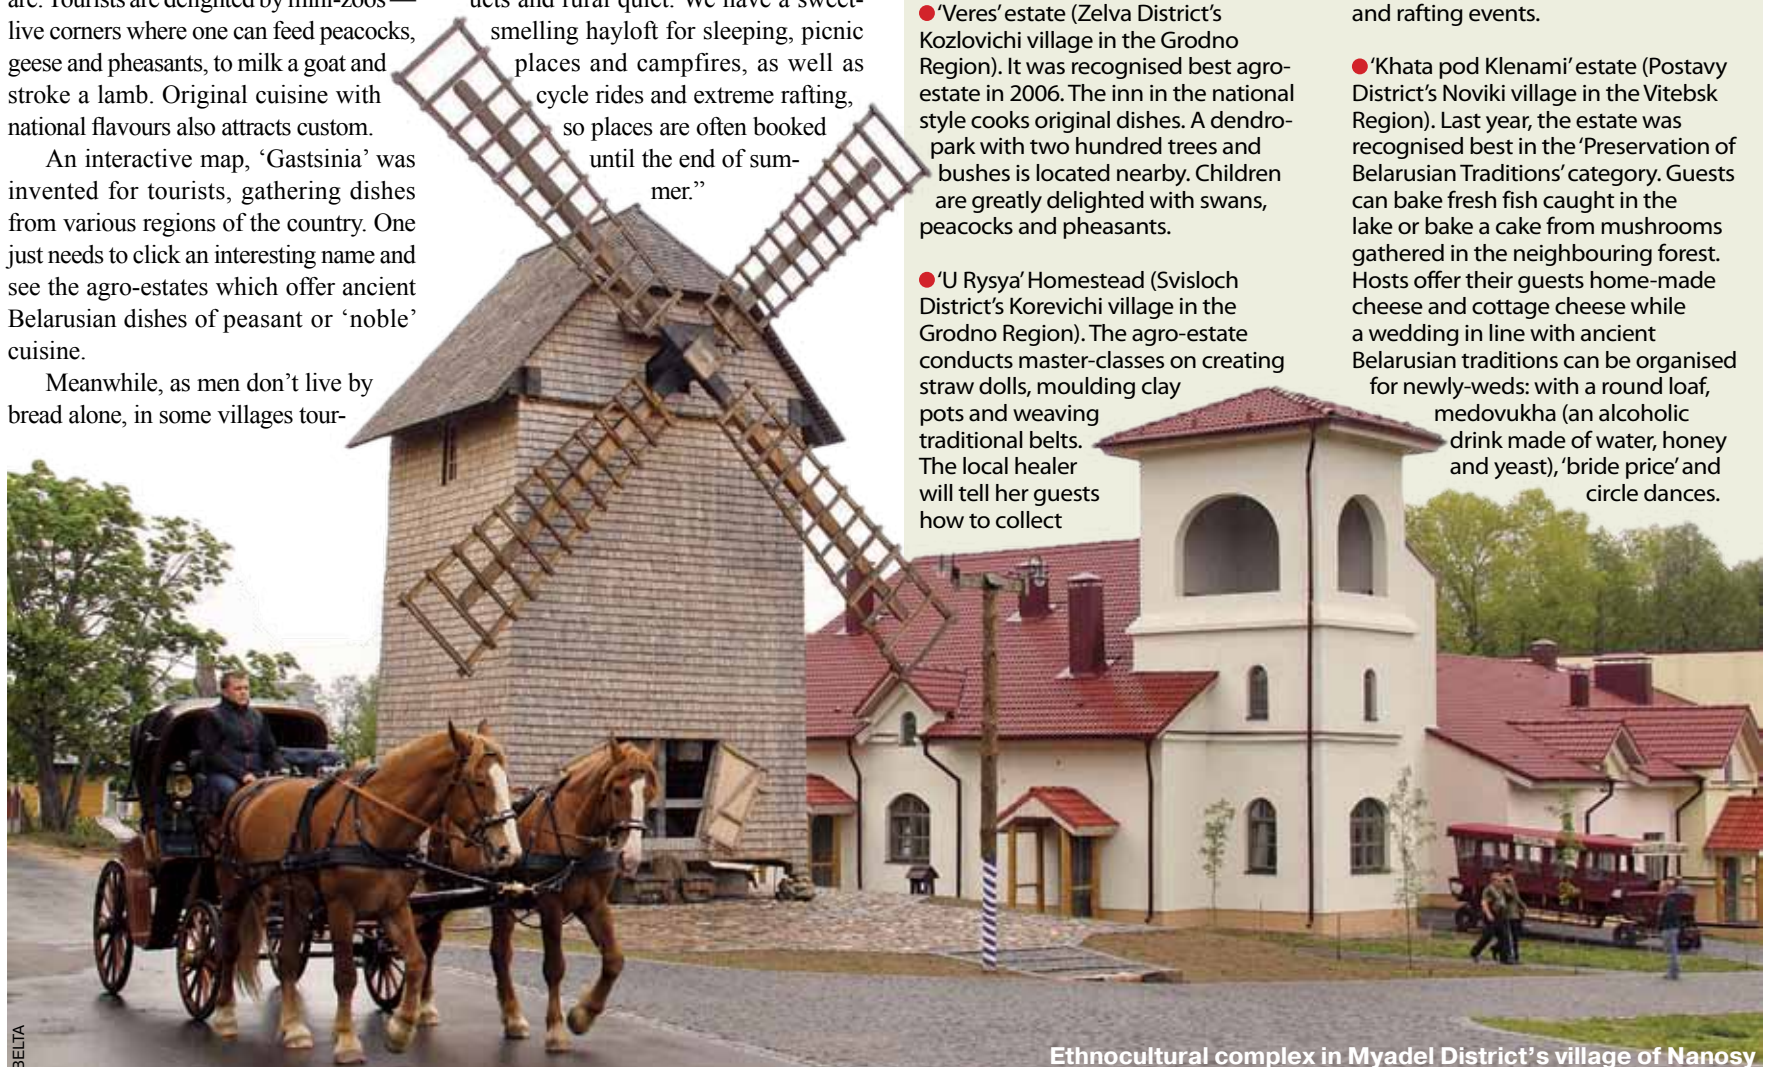 are. Tourists are delighted by mini-zoos —
live corners where one can feed peacocks,
geese and pheasants, to milk a goat and
stroke a lamb. Original cuisine with
national flavours also attracts custom.
An interactive map, ‘Gastsinia’ was
invented for tourists, gathering dishes
from various regions of the country. One
just needs to click an interesting name and
see the agro-estates which offer ancient
Belarusian dishes of peasant or ‘noble’
cuisine.
Meanwhile, as men don’t live by
bread alone, in some villages tour-
ucts and rural quiet. We have a sweet-
smelling hayloft for sleeping, picnic
places and campfires, as well as
cycle rides and extreme rafting,
so places are often booked
until the end of sum-
mer.”
● ‘Veres’ estate (Zelva District’s
Kozlovichi village in the Grodno
Region). It was recognised best agro-
estate in 2006. The inn in the national
style cooks original dishes. A dendro-
park with two hundred trees and
bushes is located nearby. Children
are greatly delighted with swans,
peacocks and pheasants.
● ‘U Rysya’ Homestead (Svisloch
District’s Korevichi village in the
Grodno Region). The agro-estate
conducts master-classes on creating
straw dolls, moulding clay
pots and weaving
traditional belts.
The local healer
will tell her guests
how to collect
and rafting events.
● ‘Khata pod Klenami’ estate (Postavy
District’s Noviki village in the Vitebsk
Region). Last year, the estate was
recognised best in the ‘Preservation of
Belarusian Traditions’ category. Guests
can bake fresh fish caught in the
lake or bake a cake from mushrooms
gathered in the neighbouring forest.
Hosts offer their guests home-made
cheese and cottage cheese while
a wedding in line with ancient
Belarusian traditions can be organised
for newly-weds: with a round loaf,
medovukha (an alcoholic
drink made of water, honey
and yeast), ‘bride price’ and
circle dances.
BELTA
Ethnocultural complex in Myadel District’s village of Nanosy